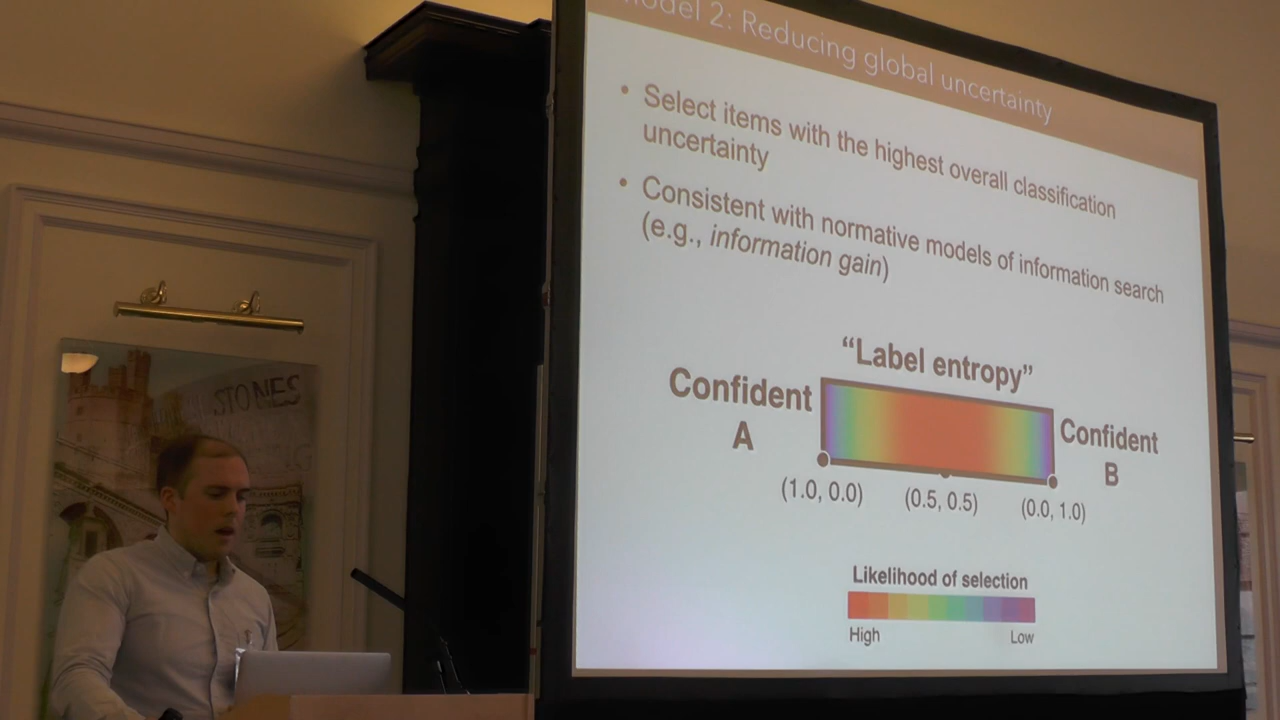 Model 2: Reducing global uncertainty
• Select items with the highest overall classification
uncertainty
• Consistent with normative models of information search
(e.g., information gain)
“Label entropy”
Confident
A
Confident
B
(1.0, 0.0)
(0.5, 0.5)
(0.0, 1.0)
Likelihood of selection
High
Low
STONES